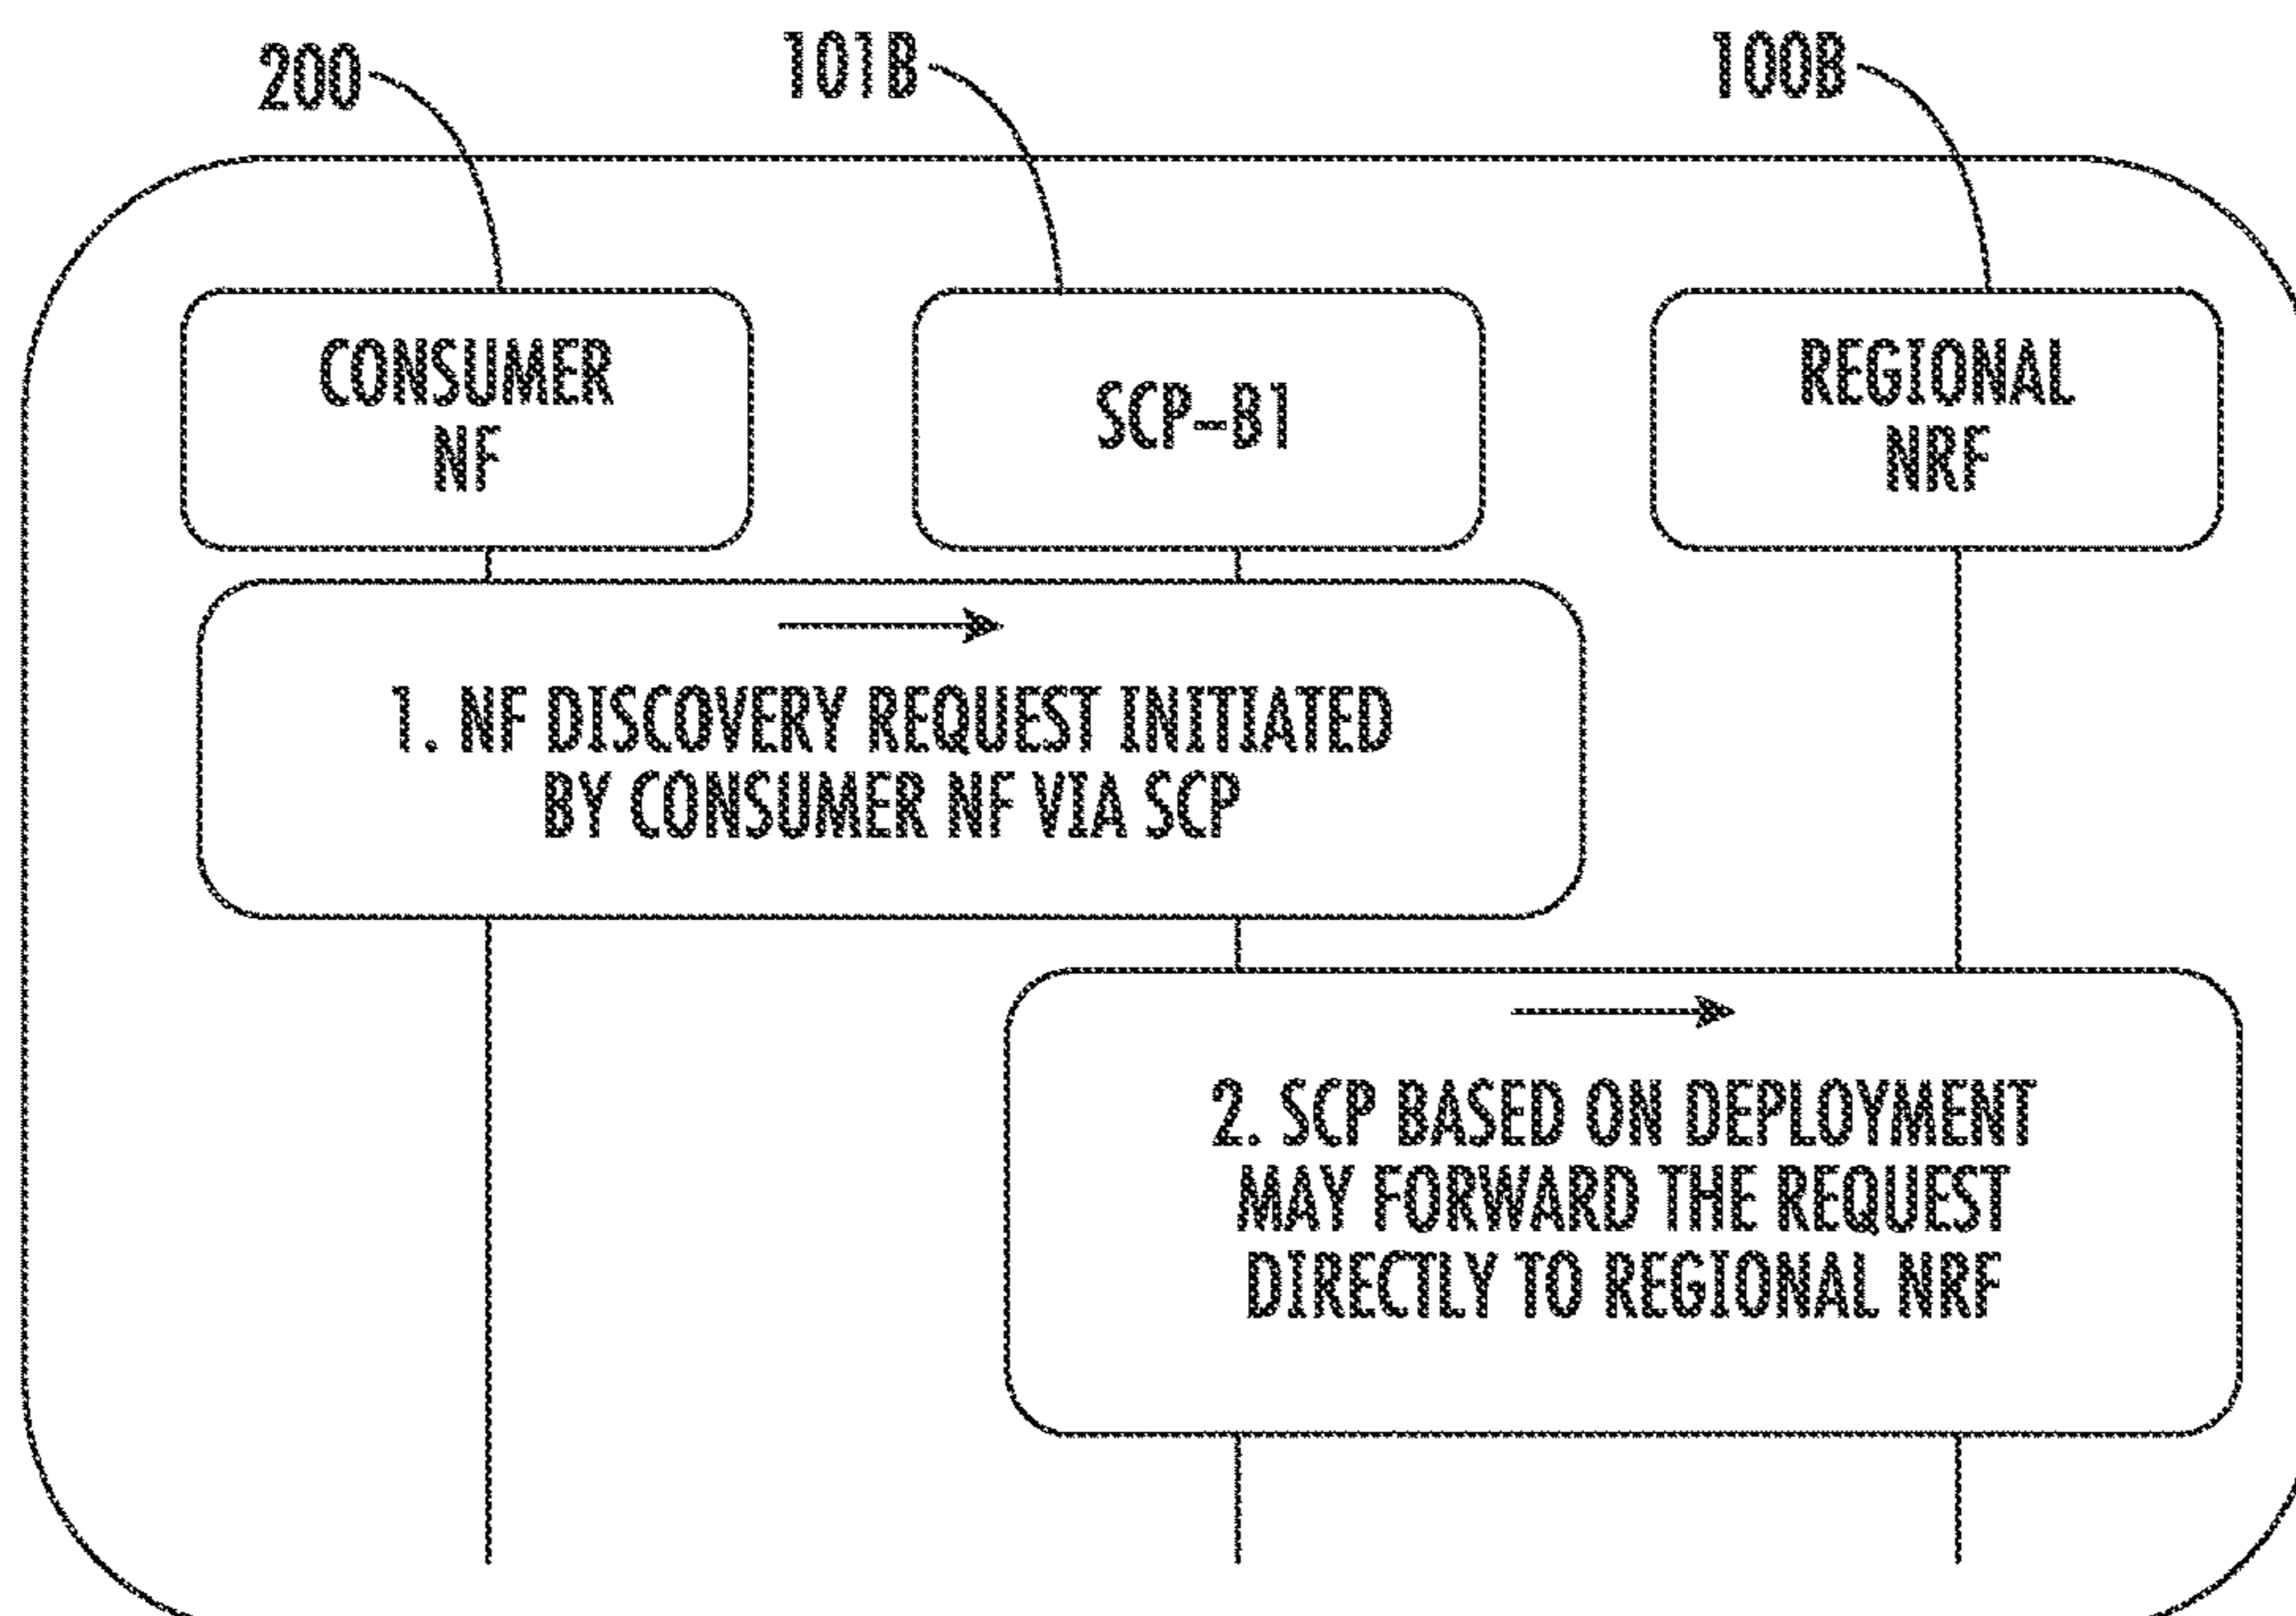 200
101B
100B
CONSUMER
NF
SCP-B1
REGIONAL
NRF
1. NF DISCOVERY REQUEST INITIATED
BY CONSUMER NF VIA SCP
2. SCP BASED ON DEPLOYMENT
MAY FORWARD THE REQUEST
DIRECTLY TO REGIONAL NRF